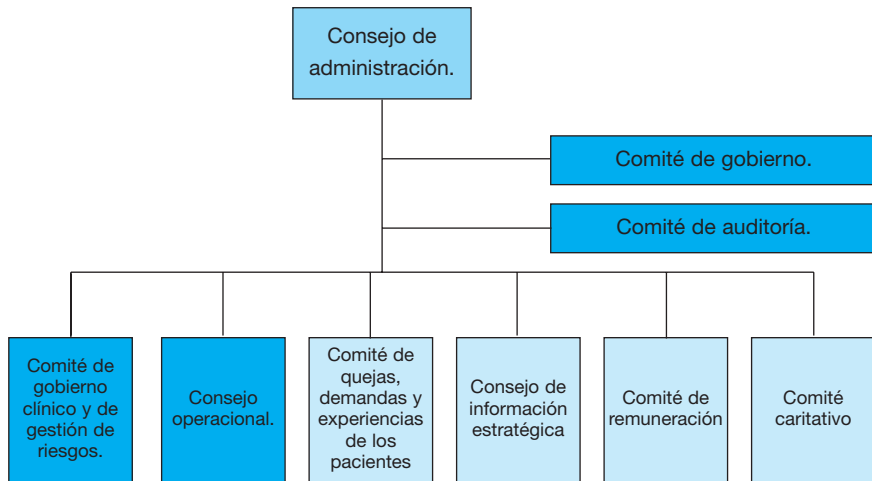 Consejo de
administración.
Comité de gobierno.
Comité de auditoría.
Comité de
gobierno
clínico y de
gestión de
riesgos.
Consejo
operacional.
Comité de
quejas,
demandas y
experiencias
de los
pacientes
Consejo de
información
estratégica
Comité de
remuneración
Comité
caritativo